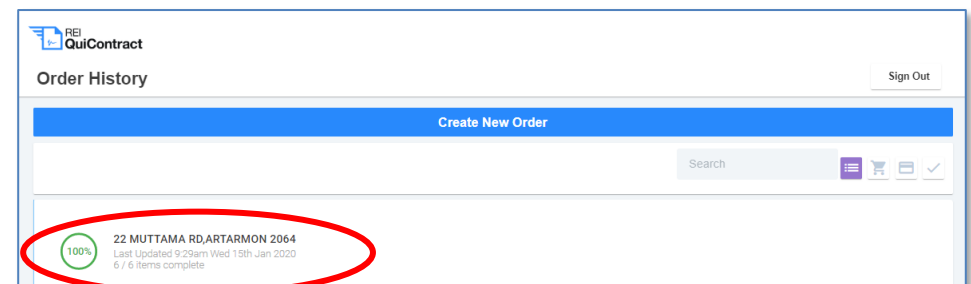 REI
QuiContract
Order History
Sign Out
Create New Order
Search
100%
22 MUTTAMA RD,ARTARMON 2064
Last Updated 9:29am Wed 15th Jan 2020
6 / 6 items complete